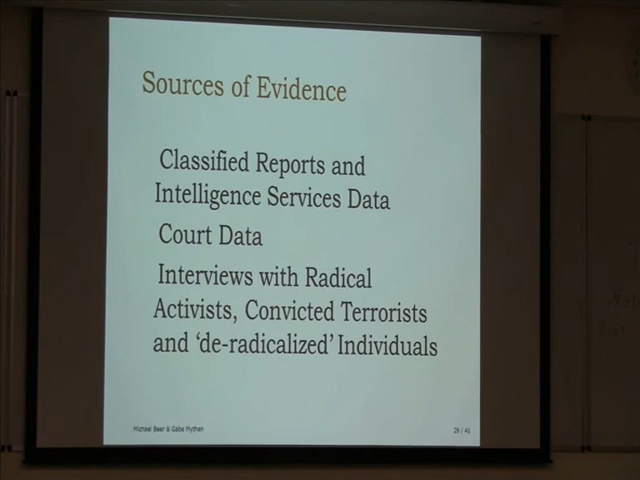 Sources of Evidence
Classified Reports and
Intelligence Services Data
Court Data
Interviews with Radical
Activists, Convicted Terrorists
and ‘de-radicalized’ Individuals
Michael Beer & Gabe Mythen
29 / 41